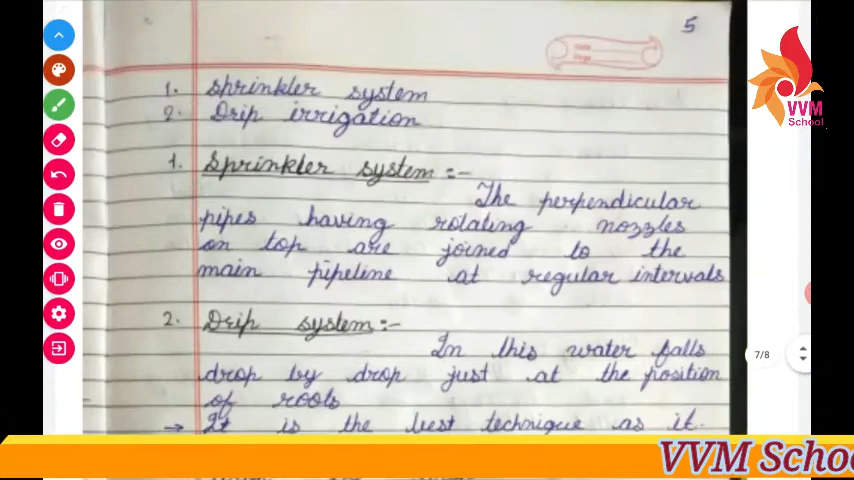 5
VVM
School
1. Sprinkler system
2. Drip irrigation
1. Sprinkler system :-
The perpendicular
pipes having rotating nozzles
on top are joined to the
main pipeline at regular intervals
2. Drip system :-
In this water falls
drop by drop just at the position
of roots
→ It is the best technique as it
7/8
VVM Schoo